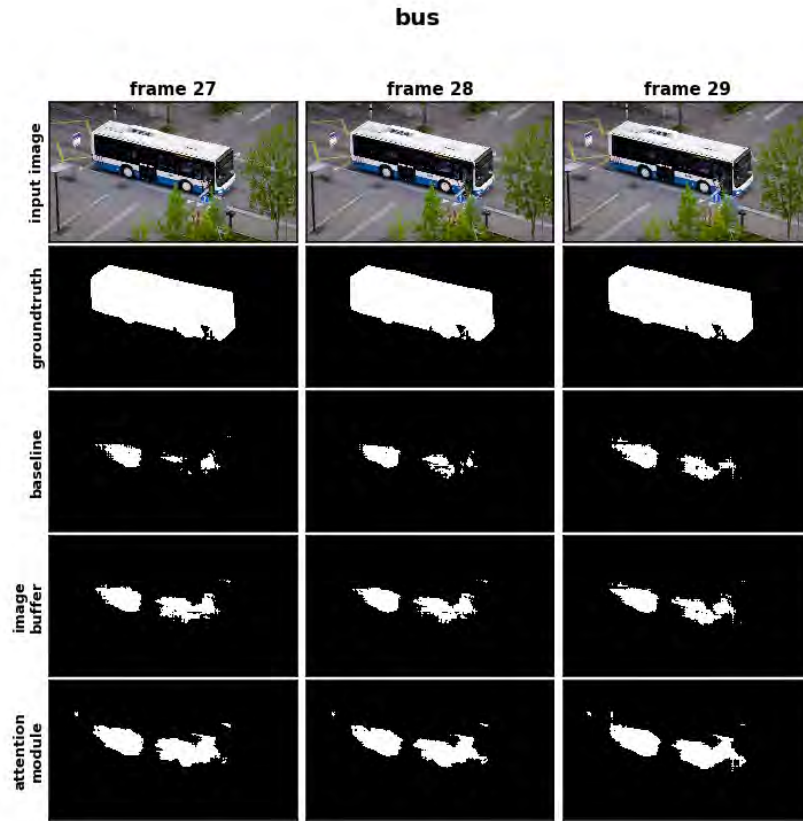 bus
frame 27 frame 28 frame 29
input image
groundtruth
baseline
image
buffer
attention
module